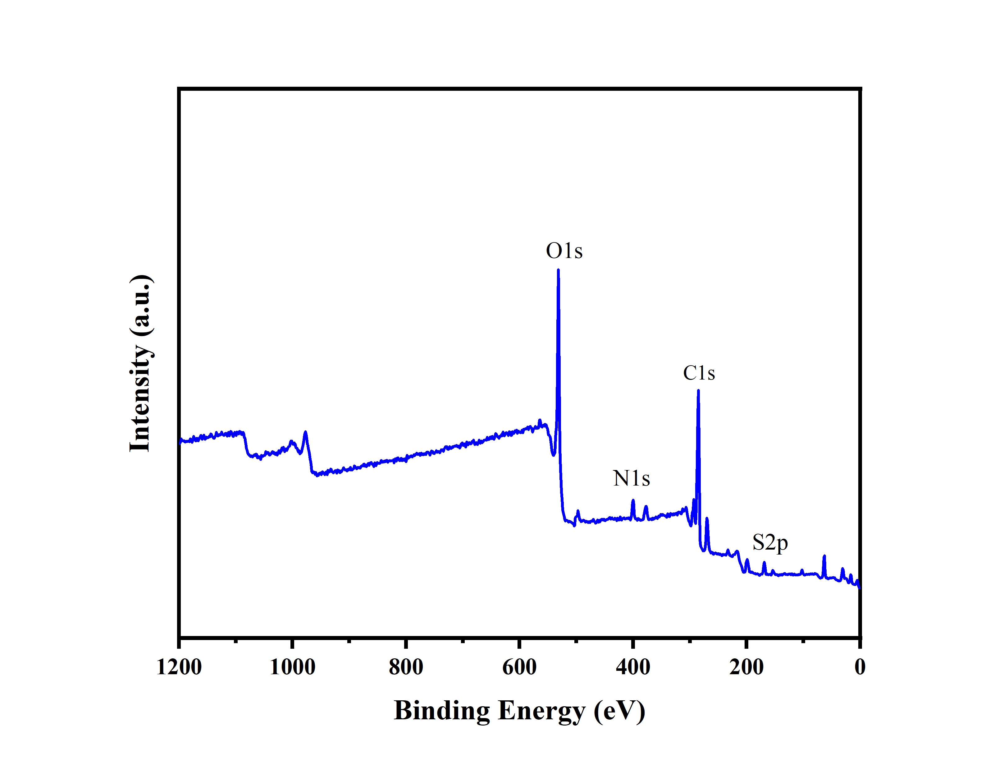 O1s
C1s
N1s
S2p
Intensity (a.u.)
1200 1000 800 600 400 200 0
Binding Energy (eV)